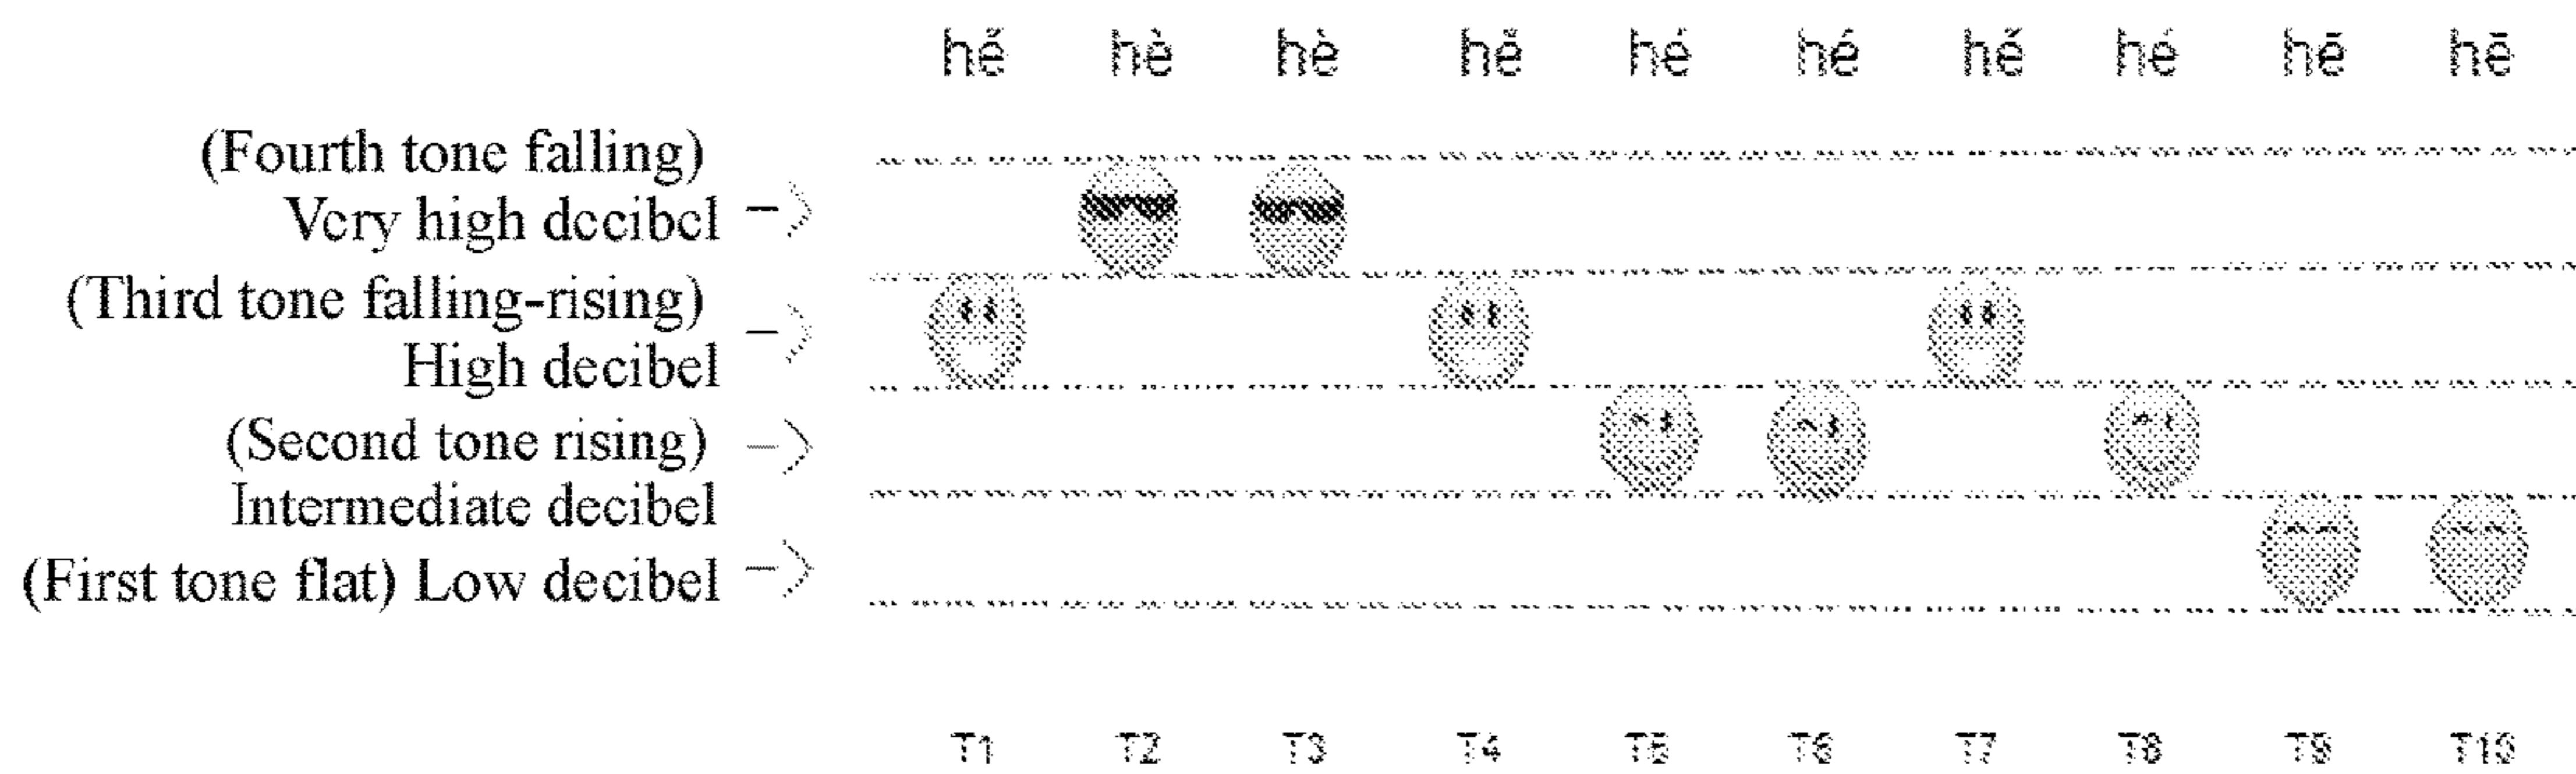 hě hè hè hě hé hé hě hé hē hē
(Fourth tone falling)
Very high decibel
(Third tone falling-rising)
High decibel
(Second tone rising)
Intermediate decibel
(First tone flat) Low decibel
T1 T2 T3 T4 T5 T6 T7 T8 T9 T10